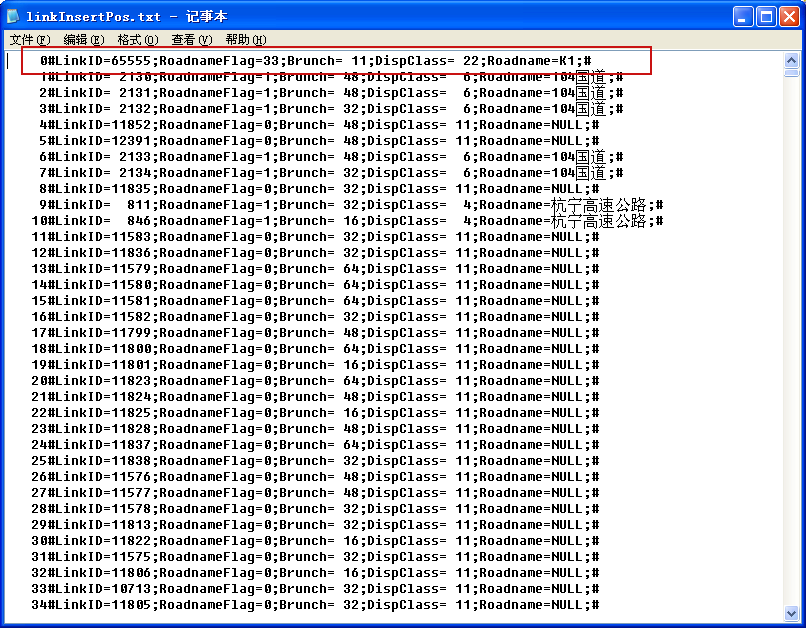 linkInsertPos.txt - 记事本
文件(F) 编辑(E) 格式(O) 查看(V) 帮助(H)
0#LinkID=65555;RoadnameFlag=33;Brunch= 11;DispClass= 22;Roadname=K1;#
1#LinkID= 2130;RoadnameFlag=1;Brunch= 48;DispClass=  6;Roadname=104国道;#
2#LinkID= 2131;RoadnameFlag=1;Brunch= 48;DispClass=  6;Roadname=104国道;#
3#LinkID= 2132;RoadnameFlag=1;Brunch= 32;DispClass=  6;Roadname=104国道;#
4#LinkID=11852;RoadnameFlag=0;Brunch= 48;DispClass= 11;Roadname=NULL;#
5#LinkID=12391;RoadnameFlag=0;Brunch= 48;DispClass= 11;Roadname=NULL;#
6#LinkID= 2133;RoadnameFlag=1;Brunch= 48;DispClass=  6;Roadname=104国道;#
7#LinkID= 2134;RoadnameFlag=1;Brunch= 32;DispClass=  6;Roadname=104国道;#
8#LinkID=11835;RoadnameFlag=0;Brunch= 32;DispClass= 11;Roadname=NULL;#
9#LinkID=  811;RoadnameFlag=1;Brunch= 32;DispClass=  4;Roadname=杭宁高速公路;#
10#LinkID=  846;RoadnameFlag=1;Brunch= 16;DispClass=  4;Roadname=杭宁高速公路;#
11#LinkID=11583;RoadnameFlag=0;Brunch= 32;DispClass= 11;Roadname=NULL;#
12#LinkID=11836;RoadnameFlag=0;Brunch= 32;DispClass= 11;Roadname=NULL;#
13#LinkID=11579;RoadnameFlag=0;Brunch= 64;DispClass= 11;Roadname=NULL;#
14#LinkID=11580;RoadnameFlag=0;Brunch= 64;DispClass= 11;Roadname=NULL;#
15#LinkID=11581;RoadnameFlag=0;Brunch= 64;DispClass= 11;Roadname=NULL;#
16#LinkID=11582;RoadnameFlag=0;Brunch= 32;DispClass= 11;Roadname=NULL;#
17#LinkID=11799;RoadnameFlag=0;Brunch= 48;DispClass= 11;Roadname=NULL;#
18#LinkID=11800;RoadnameFlag=0;Brunch= 64;DispClass= 11;Roadname=NULL;#
19#LinkID=11801;RoadnameFlag=0;Brunch= 16;DispClass= 11;Roadname=NULL;#
20#LinkID=11823;RoadnameFlag=0;Brunch= 64;DispClass= 11;Roadname=NULL;#
21#LinkID=11824;RoadnameFlag=0;Brunch= 48;DispClass= 11;Roadname=NULL;#
22#LinkID=11825;RoadnameFlag=0;Brunch= 16;DispClass= 11;Roadname=NULL;#
23#LinkID=11828;RoadnameFlag=0;Brunch= 48;DispClass= 11;Roadname=NULL;#
24#LinkID=11837;RoadnameFlag=0;Brunch= 64;DispClass= 11;Roadname=NULL;#
25#LinkID=11838;RoadnameFlag=0;Brunch= 32;DispClass= 11;Roadname=NULL;#
26#LinkID=11576;RoadnameFlag=0;Brunch= 48;DispClass= 11;Roadname=NULL;#
27#LinkID=11577;RoadnameFlag=0;Brunch= 48;DispClass= 11;Roadname=NULL;#
28#LinkID=11578;RoadnameFlag=0;Brunch= 32;DispClass= 11;Roadname=NULL;#
29#LinkID=11813;RoadnameFlag=0;Brunch= 32;DispClass= 11;Roadname=NULL;#
30#LinkID=11822;RoadnameFlag=0;Brunch= 16;DispClass= 11;Roadname=NULL;#
31#LinkID=11575;RoadnameFlag=0;Brunch= 32;DispClass= 11;Roadname=NULL;#
32#LinkID=11806;RoadnameFlag=0;Brunch= 16;DispClass= 11;Roadname=NULL;#
33#LinkID=10713;RoadnameFlag=0;Brunch= 32;DispClass= 11;Roadname=NULL;#
34#LinkID=11805;RoadnameFlag=0;Brunch= 32;DispClass= 11;Roadname=NULL;#